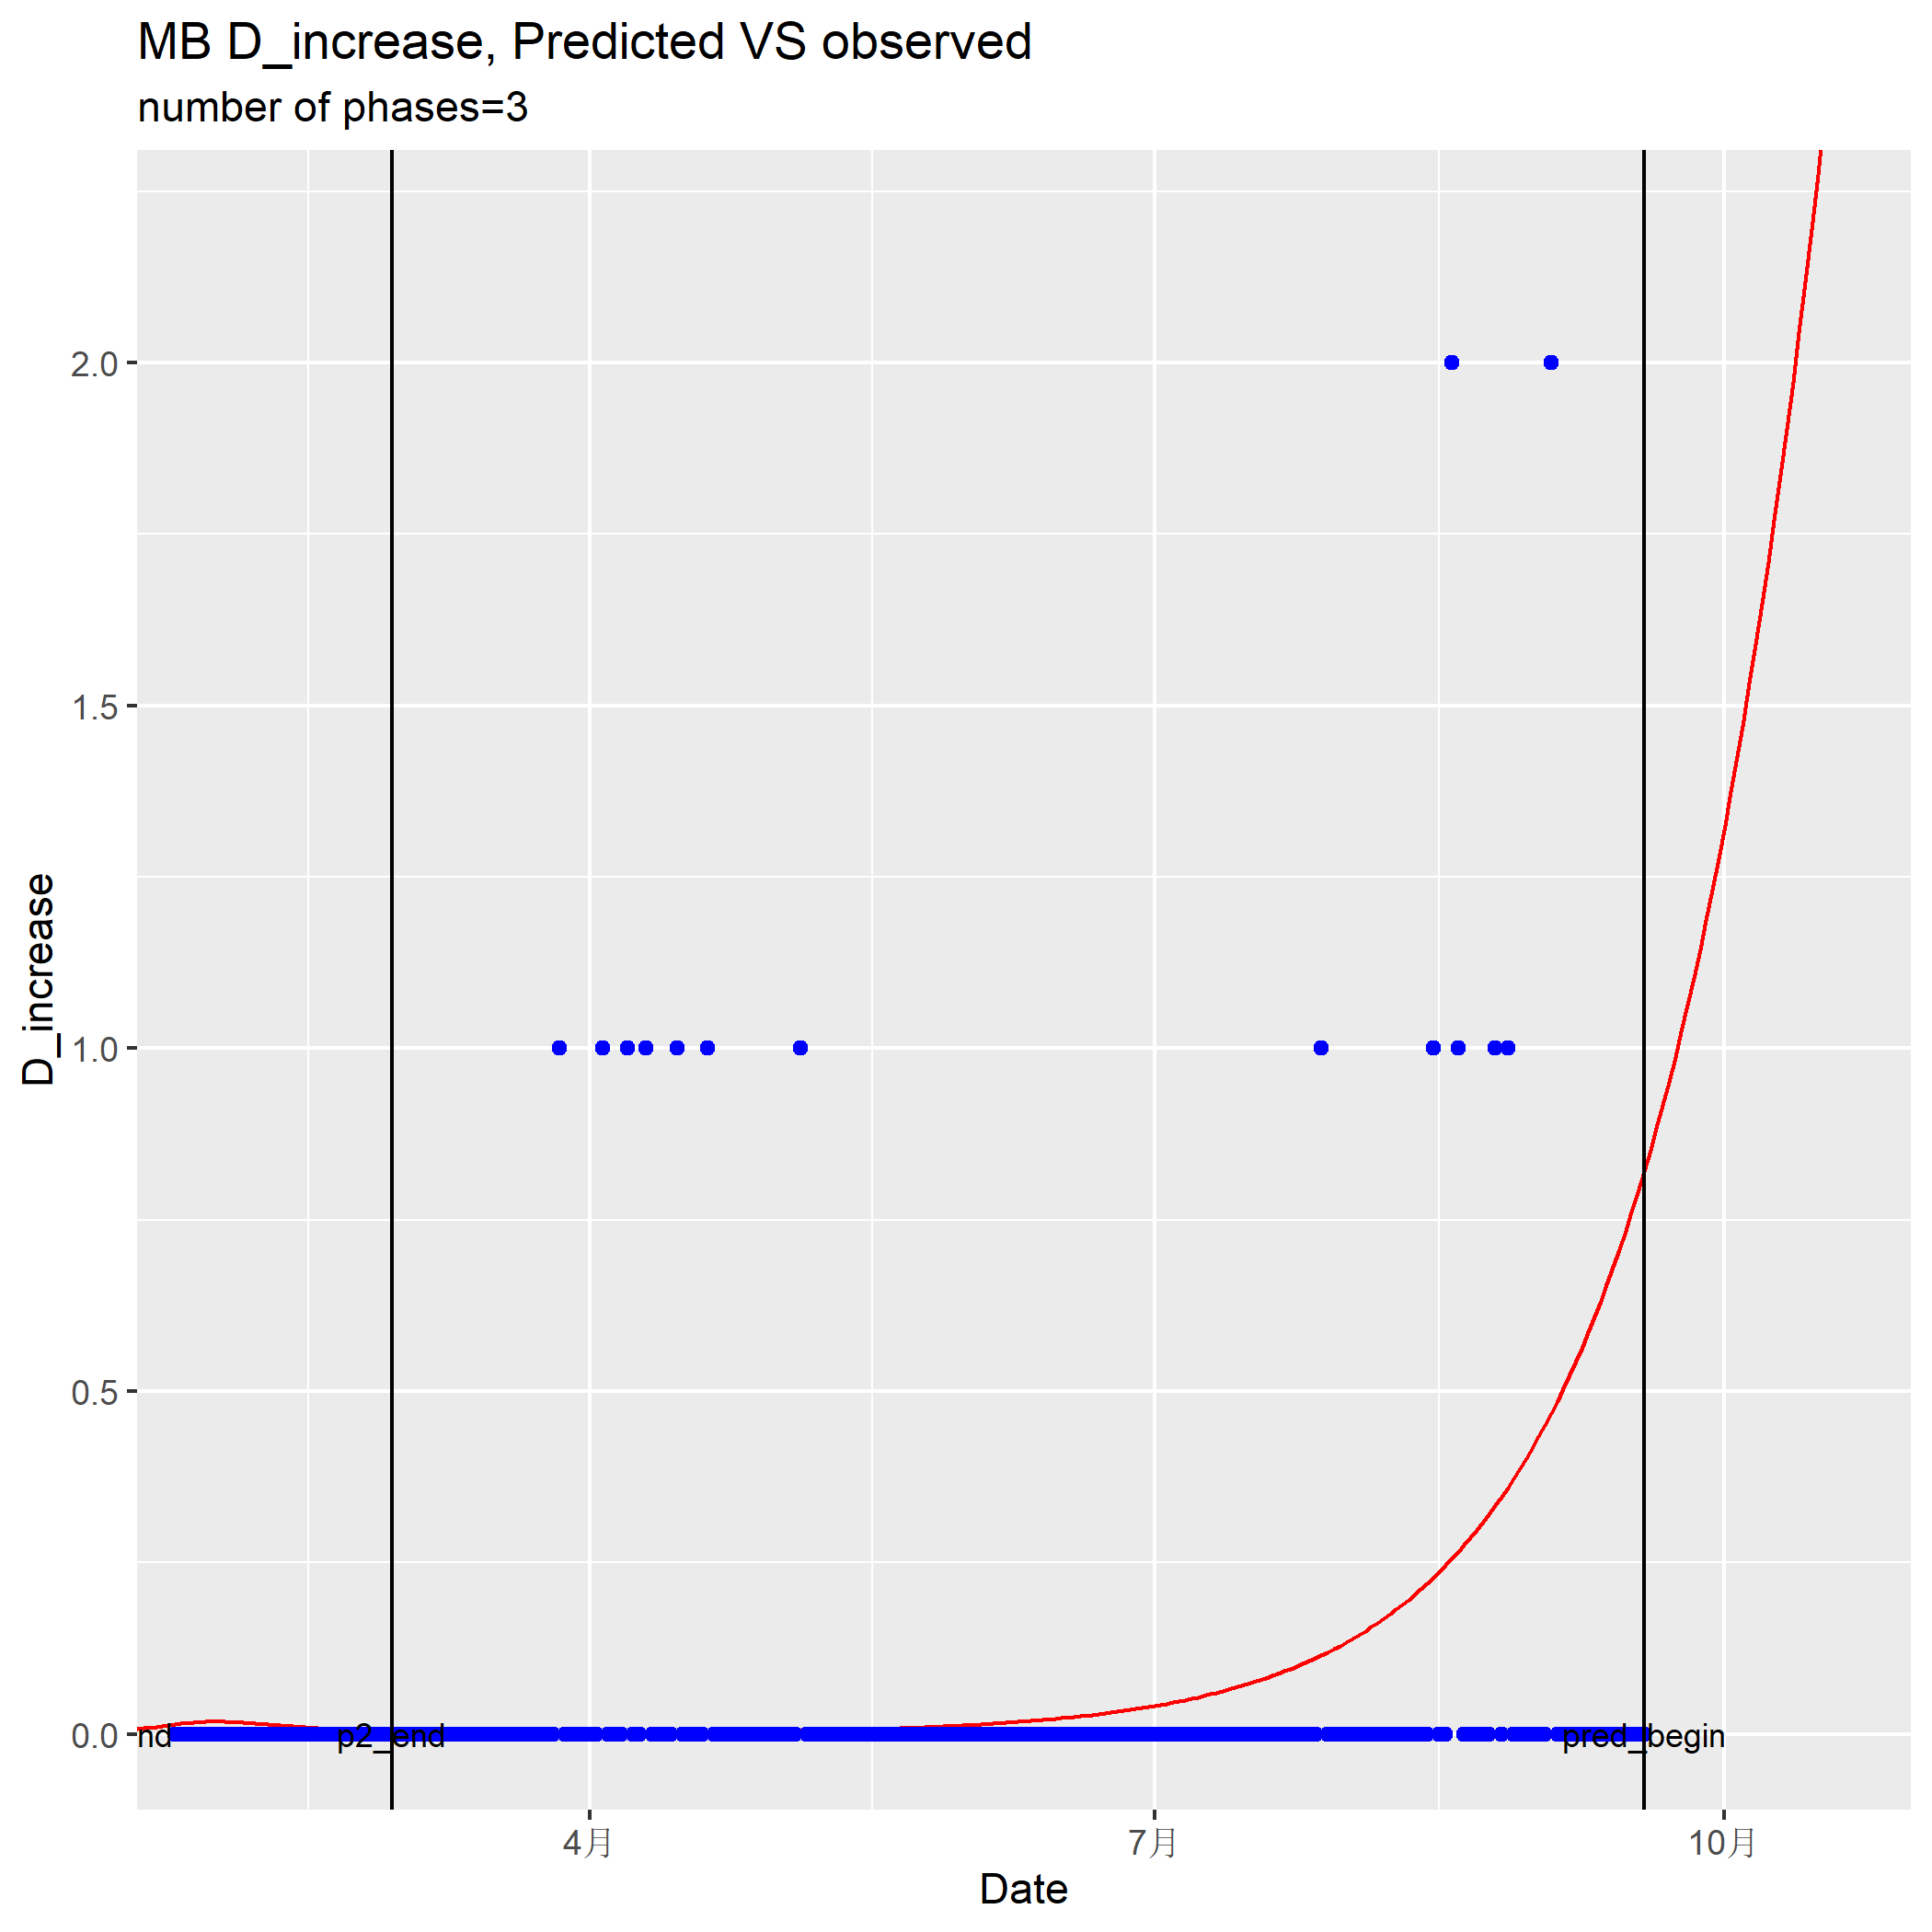 MB D_increase, Predicted VS observed
number of phases=3
D_increase
2.0
1.5
1.0
0.5
0.0
nd
p2_end
pred_begin
4月
7月
10月
Date